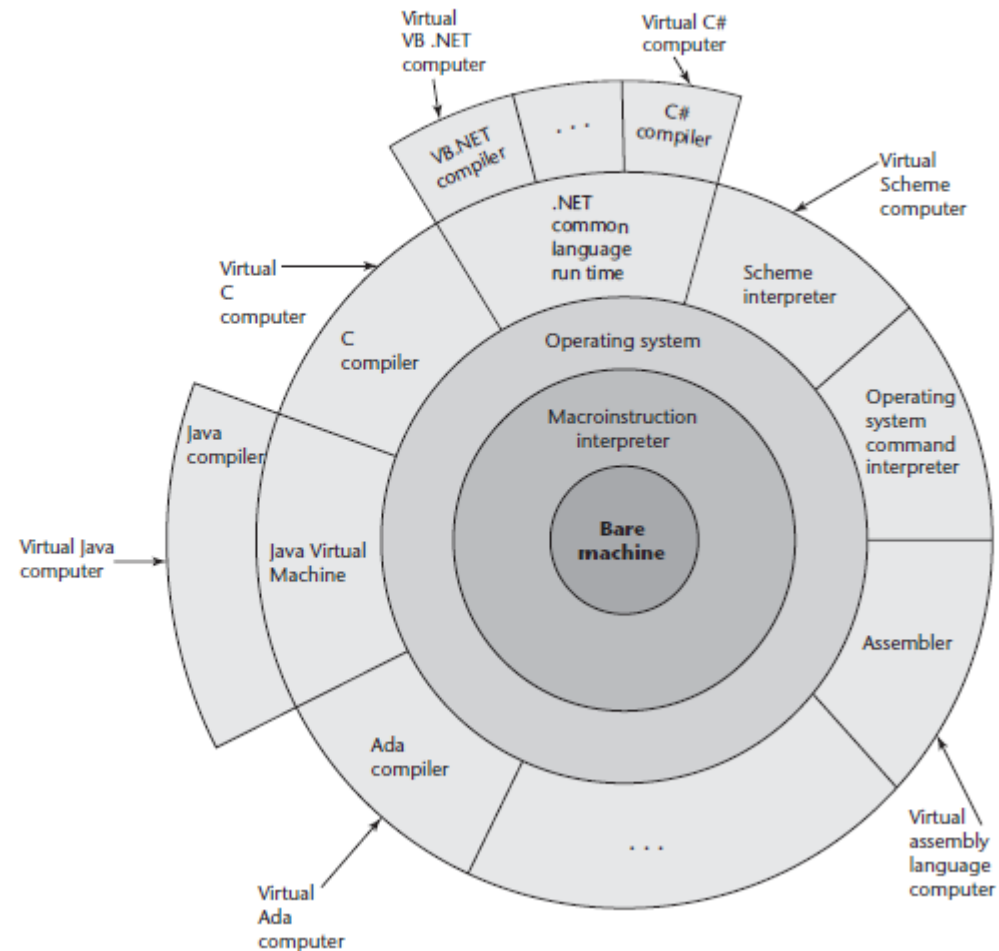 Virtual
VB .NET
computer
Virtual C#
computer
VB.NET
compiler
. . .
C#
compiler
Virtual
Scheme
computer
.NET
common
language
run time
Virtual
C
computer
Scheme
interpreter
C
compiler
Operating system
Operating
system
command
interpreter
Macroinstruction
interpreter
Java
compiler
Bare
machine
Virtual Java
computer
Java Virtual
Machine
Assembler
Ada
compiler
. . .
Virtual
assembly
language
computer
Virtual
Ada
computer